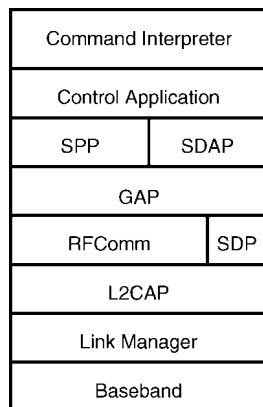 Command Interpreter
Control Application
SPP SDAP
GAP
RFComm SDP
L2CAP
Link Manager
Baseband